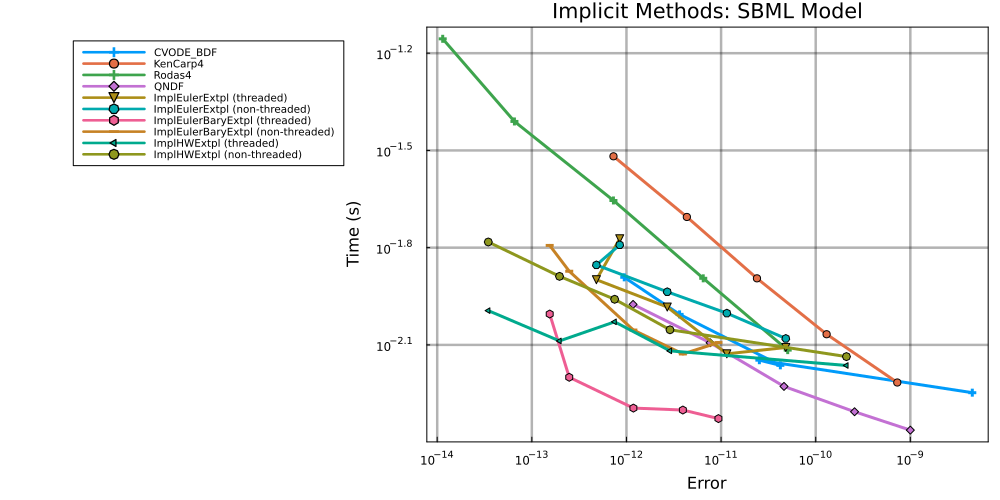 Implicit Methods: SBML Model
CVODE_BDF
KenCarp4
Rodas4
QNDF
ImplEulerExtpl (threaded)
ImplEulerExtpl (non-threaded)
ImplEulerBaryExtpl (threaded)
ImplEulerBaryExtpl (non-threaded)
ImplHWExtpl (threaded)
ImplHWExtpl (non-threaded)
Time (s)
10⁻¹·²
10⁻¹·⁵
10⁻¹·⁸
10⁻²·¹
10⁻¹⁴ 10⁻¹³ 10⁻¹² 10⁻¹¹ 10⁻¹⁰ 10⁻⁹
Error